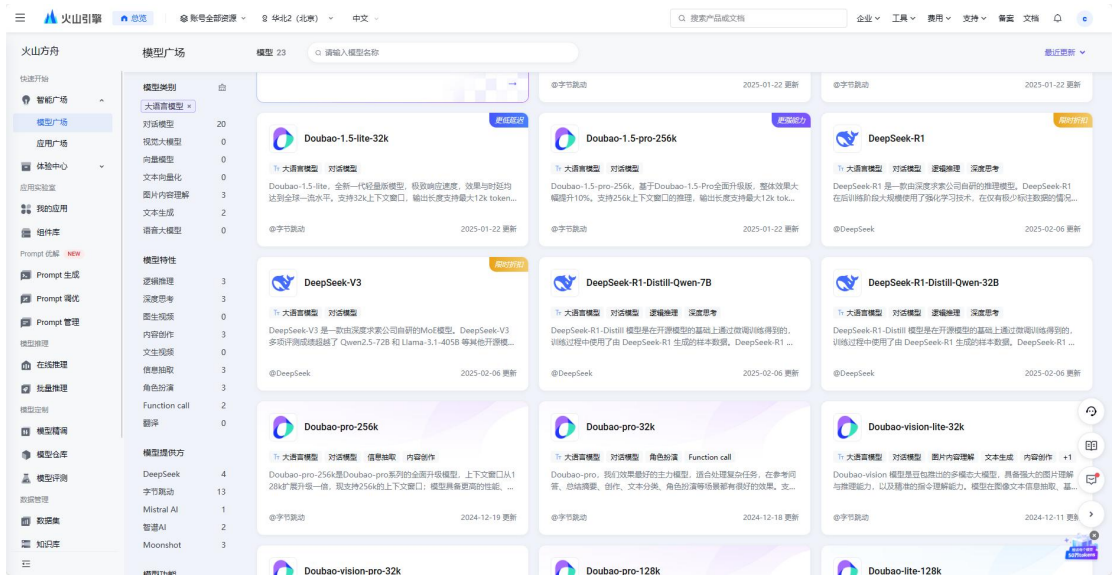 火山引擎 总览 账号全部资源 华北2（北京） 中文 搜索产品或文档 企业 工具 费用 支持 备案 文档 c
火山方舟
快速开始
智能广场
模型广场
应用广场
体验中心
应用实验室
我的应用
组件库
Prompt 优解 NEW
Prompt 生成
Prompt 调优
Prompt 管理
模型推理
在线推理
批量推理
模型定制
模型精调
模型仓库
模型评测
数据管理
数据集
知识库
模型广场 模型 23 请输入模型名称 最近更新
模型类别
大语言模型 ×
对话模型 20
视觉大模型 0
向量模型 0
文本向量化 0
图片内容理解 3
文本生成 2
语音大模型 0
模型特性
逻辑推理 3
深度思考 3
图生视频 0
内容创作 3
文生视频 0
信息抽取 3
角色扮演 3
Function call 2
翻译 0
模型提供方
DeepSeek 4
字节跳动 13
Mistral AI 1
智谱AI 2
Moonshot 3
模型功能
@字节跳动 2025-01-22 更新
@字节跳动 2025-01-22 更新
更低延迟
Doubao-1.5-lite-32k
大语言模型 对话模型
Doubao-1.5-lite，全新一代轻量版模型，极致响应速度，效果与时延均
达到全球一流水平。支持32k上下文窗口，输出长度支持最大12k token...
@字节跳动 2025-01-22 更新
更强能力
Doubao-1.5-pro-256k
大语言模型 对话模型
Doubao-1.5-pro-256k，基于Doubao-1.5-Pro全面升级版，整体效果大
幅提升10%。支持256k上下文窗口的推理，输出长度支持最大12k tok...
@字节跳动 2025-01-22 更新
限时折扣
DeepSeek-R1
大语言模型 对话模型 逻辑推理 深度思考
DeepSeek-R1 是一款由深度求索公司自研的推理模型。DeepSeek-R1
在后训练阶段大规模使用了强化学习技术，在仅有极少标注数据的情况...
@DeepSeek 2025-02-06 更新
限时折扣
DeepSeek-V3
大语言模型 对话模型
DeepSeek-V3 是一款由深度求索公司自研的MoE模型。DeepSeek-V3
多项评测成绩超越了 Qwen2.5-72B 和 Llama-3.1-405B 等其他开源模...
@DeepSeek 2025-02-06 更新
DeepSeek-R1-Distill-Qwen-7B
大语言模型 对话模型 逻辑推理 深度思考
DeepSeek-R1-Distill 模型是在开源模型的基础上通过微调训练得到的，
训练过程中使用了由 DeepSeek-R1 生成的样本数据。DeepSeek-R1 ...
@DeepSeek 2025-02-06 更新
DeepSeek-R1-Distill-Qwen-32B
大语言模型 对话模型 逻辑推理 深度思考
DeepSeek-R1-Distill 模型是在开源模型的基础上通过微调训练得到的，
训练过程中使用了由 DeepSeek-R1 生成的样本数据。DeepSeek-R1 ...
@DeepSeek 2025-02-06 更新
Doubao-pro-256k
大语言模型 对话模型 信息抽取 内容创作
Doubao-pro-256k是Doubao-pro系列的全面升级模型，上下文窗口从1
28k扩展升级一倍，现支持256k的上下文窗口；模型具备更高的性能、...
@字节跳动 2024-12-19 更新
Doubao-pro-32k
大语言模型 对话模型 角色扮演 Function call
Doubao-pro，我们效果最好的主力模型，适合处理复杂任务，在参考问
答、总结摘要、创作、文本分类、角色扮演等场景都有很好的效果。支...
@字节跳动 2024-12-18 更新
Doubao-vision-lite-32k
大语言模型 对话模型 图片内容理解 文本生成 内容创作 +1
Doubao-vision 模型是豆包推出的多模态大模型，具备强大的图片理解
与推理能力，以及精准的指令理解能力。模型在图像文本信息抽取、基...
@字节跳动 2024-12-11 更新
Doubao-vision-pro-32k
Doubao-pro-128k
Doubao-lite-128k